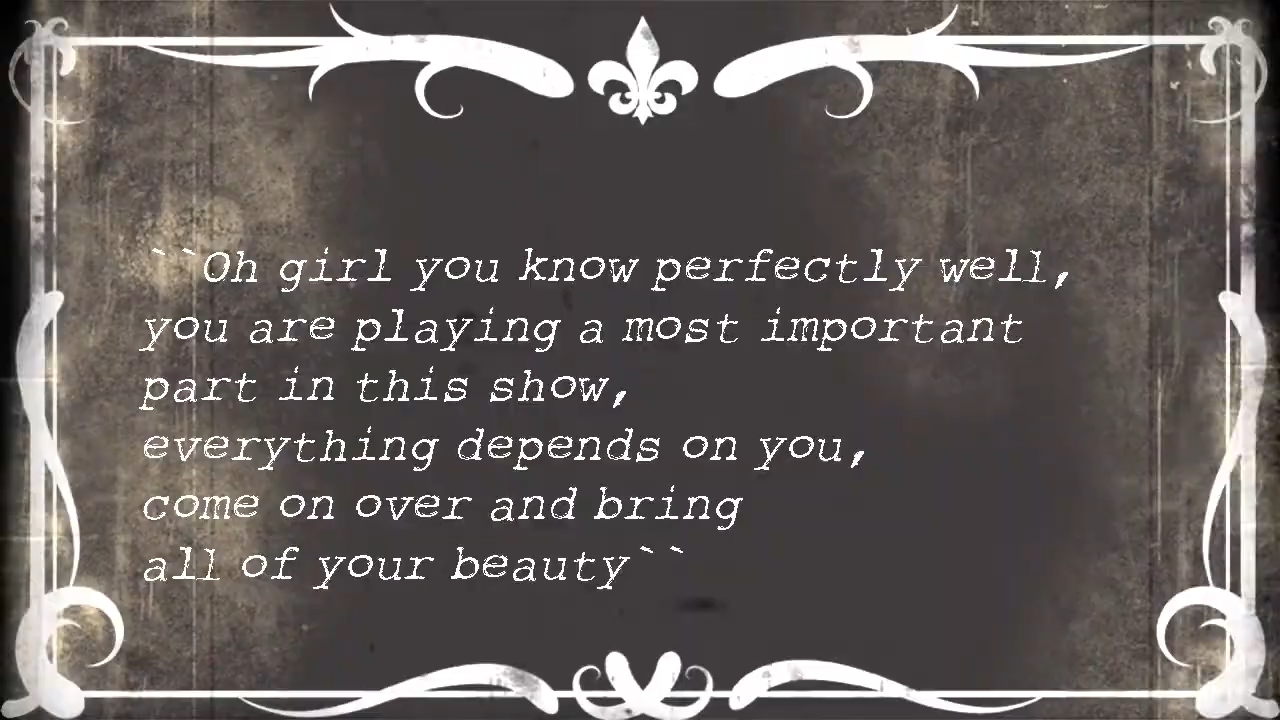 ``Oh girl you know perfectly well,
you are playing a most important
part in this show,
everything depends on you,
come on over and bring
all of your beauty``